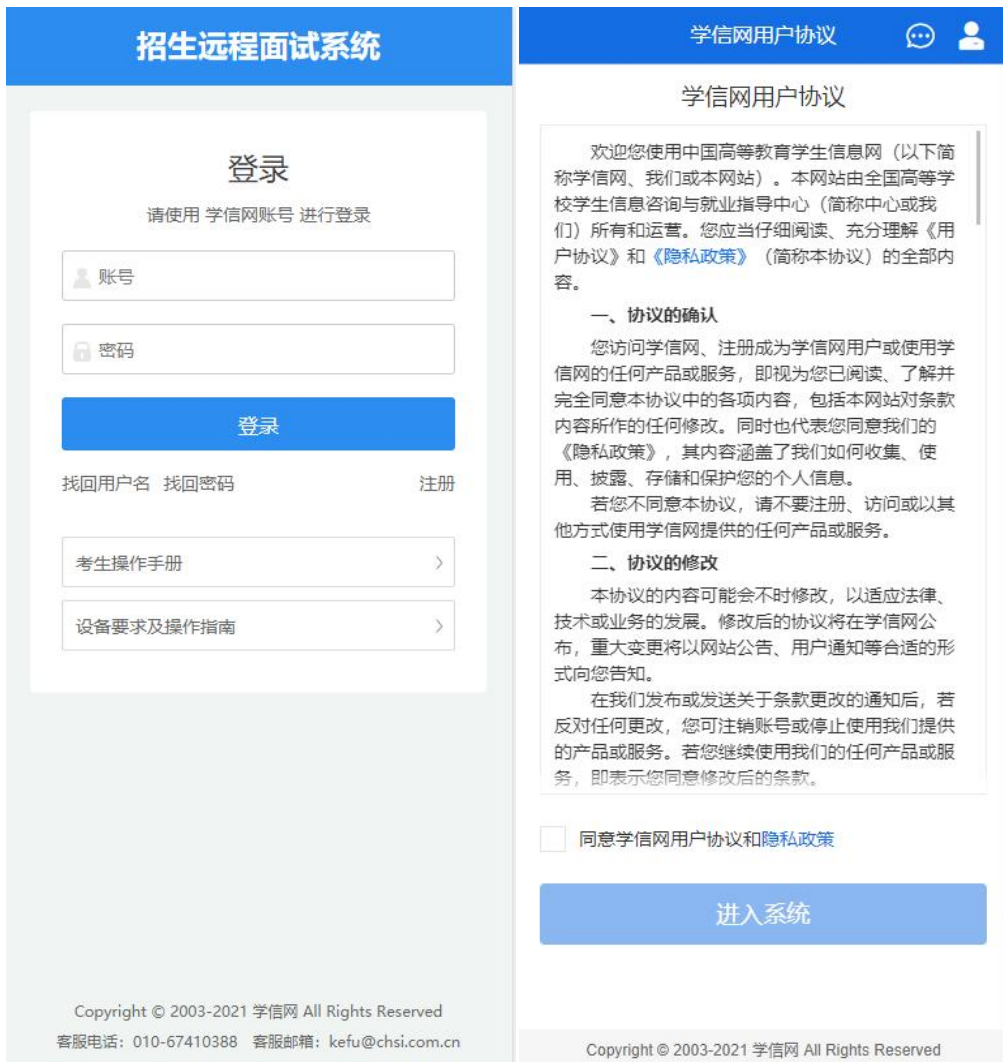 招生远程面试系统
登录
请使用 学信网账号 进行登录
账号
密码
登录
找回用户名 找回密码 注册
考生操作手册
设备要求及操作指南
Copyright © 2003-2021 学信网 All Rights Reserved
客服电话：010-67410388 客服邮箱：kefu@chsi.com.cn
学信网用户协议
学信网用户协议
欢迎您使用中国高等教育学生信息网（以下简
称学信网、我们或本网站）。本网站由全国高等学
校学生信息咨询与就业指导中心（简称中心或我
们）所有和运营。您应当仔细阅读、充分理解《用
户协议》和《隐私政策》（简称本协议）的全部内
容。
一、协议的确认
您访问学信网、注册成为学信网用户或使用学
信网的任何产品或服务，即视为您已阅读、了解并
完全同意本协议中的各项内容，包括本网站对条款
内容所作的任何修改。同时也代表您同意我们的
《隐私政策》，其内容涵盖了我们如何收集、使
用、披露、存储和保护您的个人信息。
若您不同意本协议，请不要注册、访问或以其
他方式使用学信网提供的任何产品或服务。
二、协议的修改
本协议的内容可能会不时修改，以适应法律、
技术或业务的发展。修改后的协议将在学信网公
布，重大变更将以网站公告、用户通知等合适的形
式向您告知。
在我们发布或发送关于条款更改的通知后，若
反对任何更改，您可注销账号或停止使用我们提供
的产品或服务。若您继续使用我们的任何产品或服
务，即表示您同意修改后的条款。
同意学信网用户协议和隐私政策
进入系统
Copyright © 2003-2021 学信网 All Rights Reserved